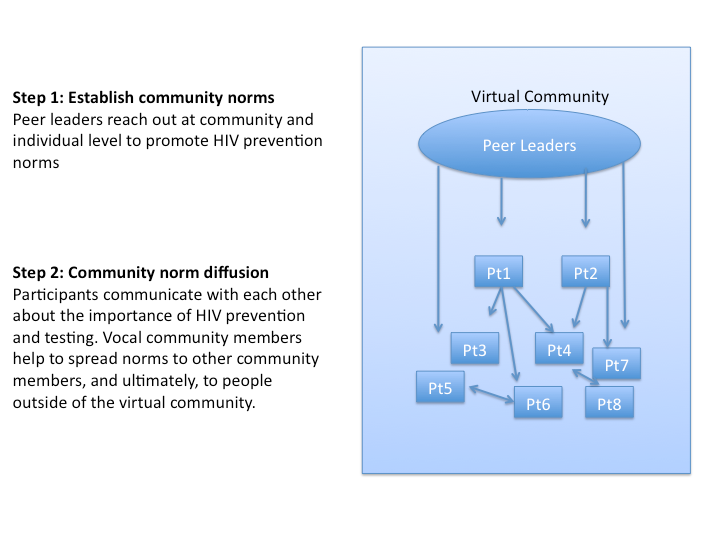 Step 1: Establish community norms
Peer leaders reach out at community and
individual level to promote HIV prevention
norms
Step 2: Community norm diffusion
Participants communicate with each other
about the importance of HIV prevention
and testing. Vocal community members
help to spread norms to other community
members, and ultimately, to people
outside of the virtual community.
Virtual Community
Peer Leaders
Pt1
Pt2
Pt3
Pt4
Pt7
Pt5
Pt6
Pt8